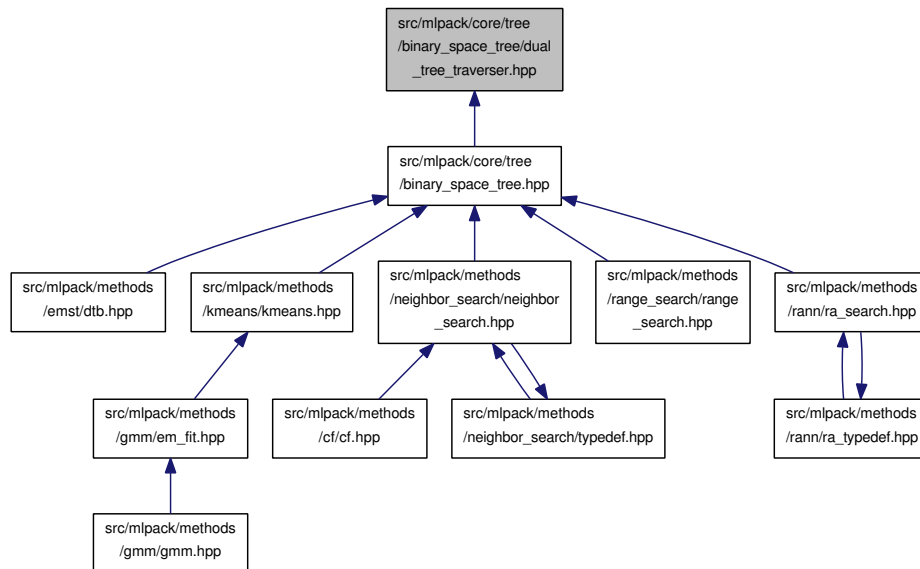 src/mlpack/core/tree
/binary_space_tree/dual
_tree_traverser.hpp
src/mlpack/core/tree
/binary_space_tree.hpp
src/mlpack/methods
/emst/dtb.hpp
src/mlpack/methods
/kmeans/kmeans.hpp
src/mlpack/methods
/neighbor_search/neighbor
_search.hpp
src/mlpack/methods
/range_search/range
_search.hpp
src/mlpack/methods
/rann/ra_search.hpp
src/mlpack/methods
/gmm/em_fit.hpp
src/mlpack/methods
/cf/cf.hpp
src/mlpack/methods
/neighbor_search/typedef.hpp
src/mlpack/methods
/rann/ra_typedef.hpp
src/mlpack/methods
/gmm/gmm.hpp